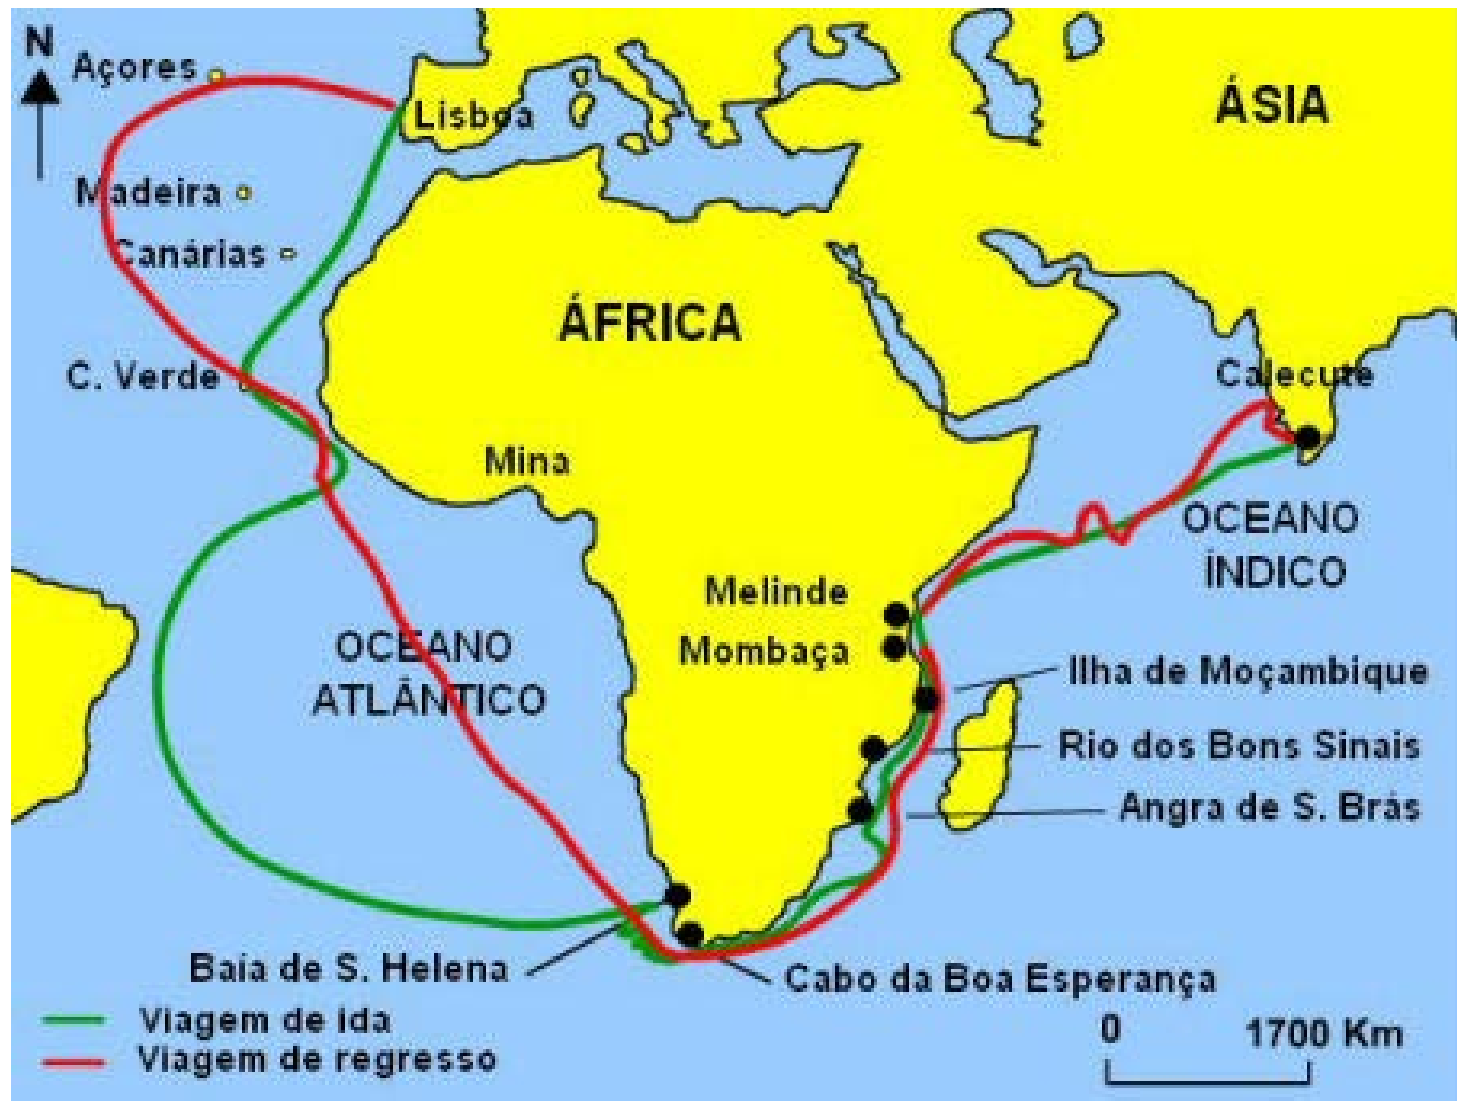 N
Açores
Lisboa
ÁSIA
Madeira
Canárias
ÁFRICA
C. Verde
Calecute
Mina
OCEANO
ÍNDICO
Melinde
OCEANO
ATLÂNTICO
Mombaça
Ilha de Moçambique
Rio dos Bons Sinais
Angra de S. Brás
Baía de S. Helena
Cabo da Boa Esperança
Viagem de ida
Viagem de regresso
0 1700 Km